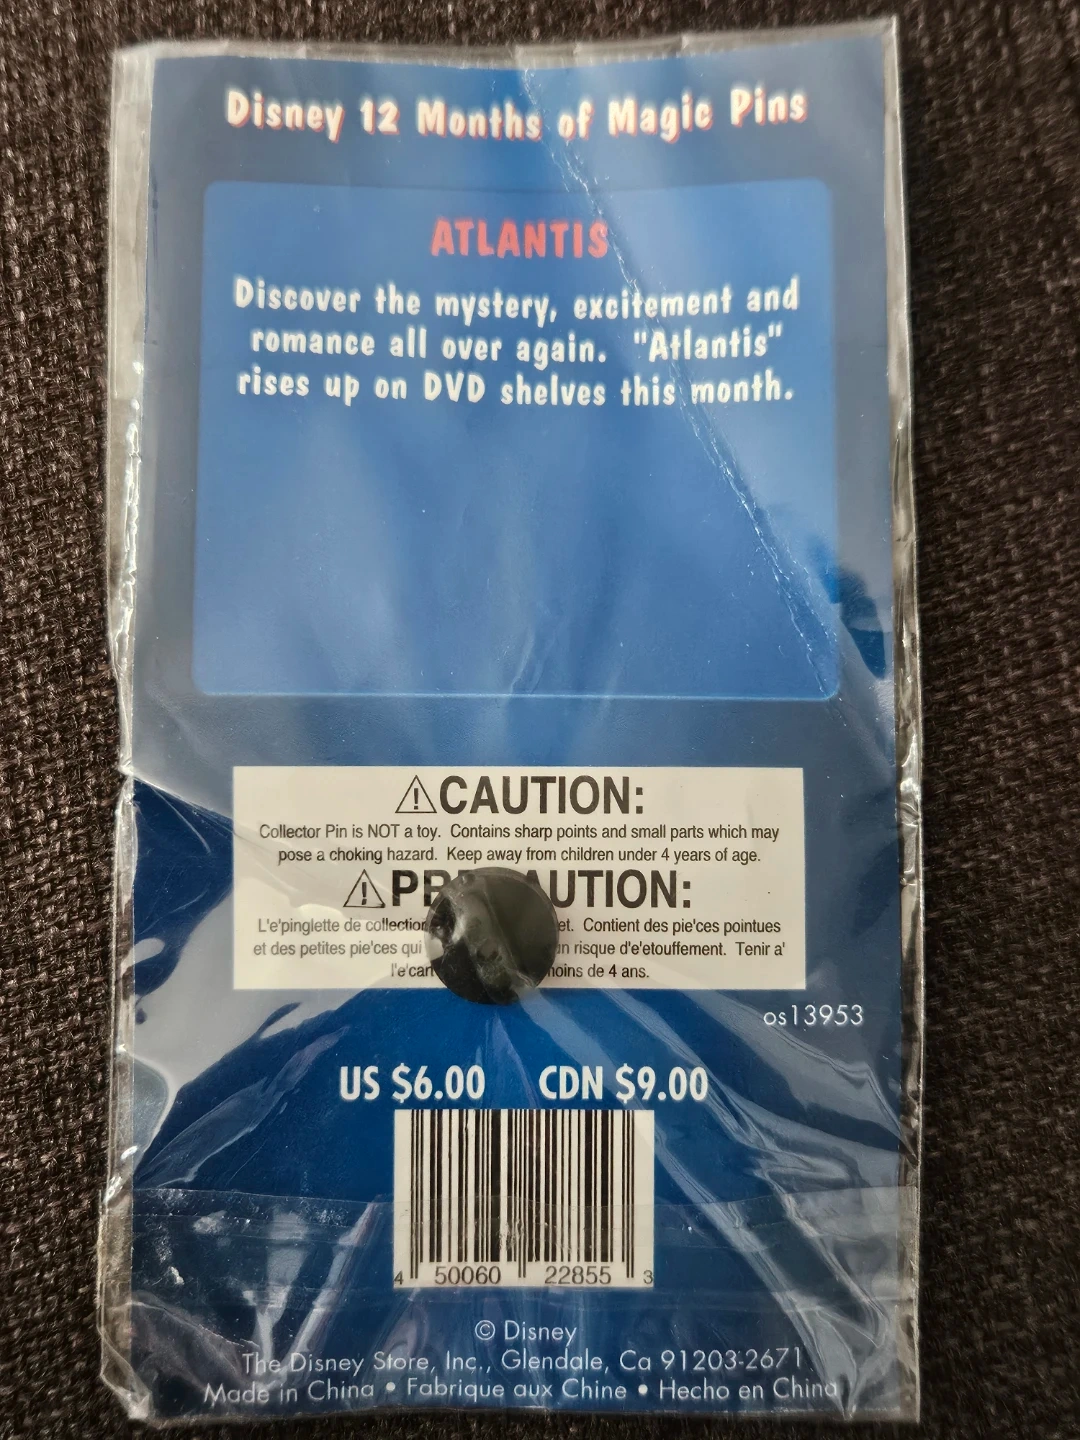 Disney 12 Months of Magic Pins
ATLANTIS
Discover the mystery, excitement and
romance all over again. "Atlantis"
rises up on DVD shelves this month.
⚠CAUTION:
Collector Pin is NOT a toy. Contains sharp points and small parts which may
pose a choking hazard. Keep away from children under 4 years of age.
⚠
L'e'pinglette de Contient des pie'ces pointues
et des petites pie'ces qui risque d'e'etouffement. Tenir a'
de 4 ans.
os13953
US $6.00 CDN $9.00
4 50060 22855 3
© Disney
The Disney Store, Inc., Glendale, Ca 91203-2671
Made in China • Fabrique aux Chine • Hecho en China